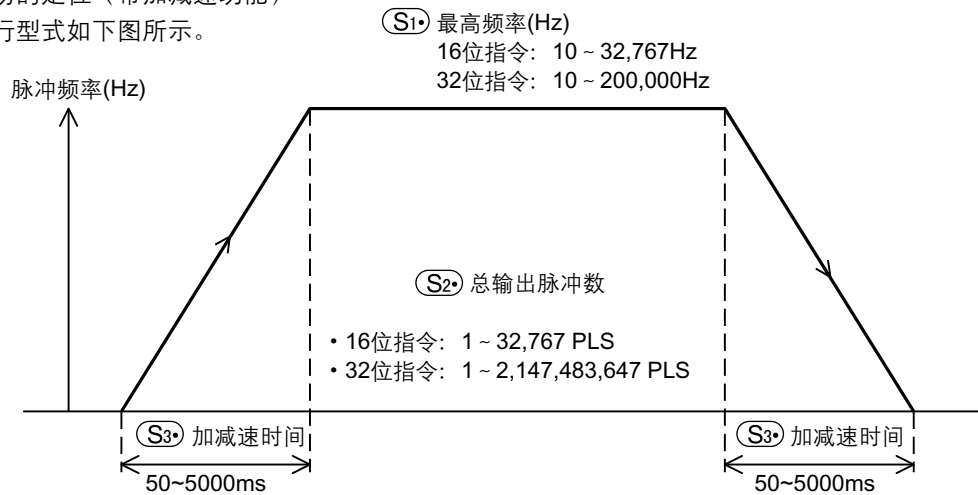 的定位（带加减速功能）
行型式如下图所示。
S1• 最高频率(Hz)
16位指令：10 ~ 32,767Hz
32位指令：10 ~ 200,000Hz
脉冲频率(Hz)
S2• 总输出脉冲数
• 16位指令：1 ~ 32,767 PLS
• 32位指令：1 ~ 2,147,483,647 PLS
S3• 加减速时间
S3• 加减速时间
50~5000ms
50~5000ms